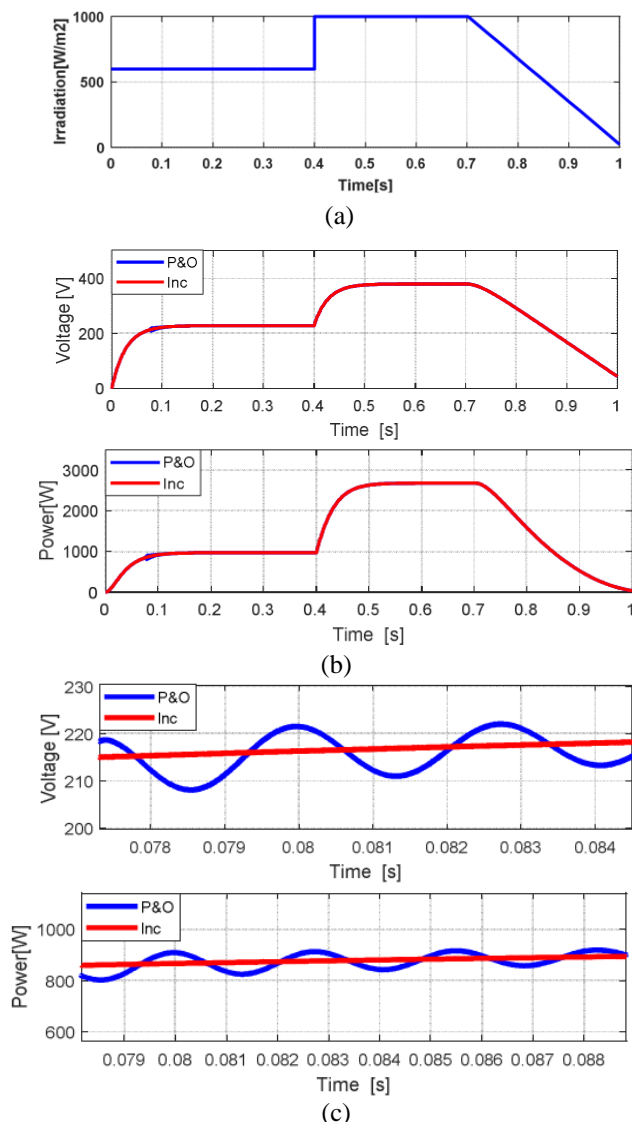 1000
500
0
Irradiation[W/m2]
0 0.1 0.2 0.3 0.4 0.5 0.6 0.7 0.8 0.9 1
Time[s]
(a)
P&O
Inc
400
200
0
Voltage [V]
0 0.1 0.2 0.3 0.4 0.5 0.6 0.7 0.8 0.9 1
Time [s]
P&O
Inc
3000
2000
1000
0
Power[W]
0 0.1 0.2 0.3 0.4 0.5 0.6 0.7 0.8 0.9 1
Time [s]
(b)
P&O
Inc
230
220
210
200
Voltage [V]
0.078 0.079 0.08 0.081 0.082 0.083 0.084
Time [s]
P&O
Inc
1000
800
600
Power[W]
0.079 0.08 0.081 0.082 0.083 0.084 0.085 0.086 0.087 0.088
Time [s]
(c)